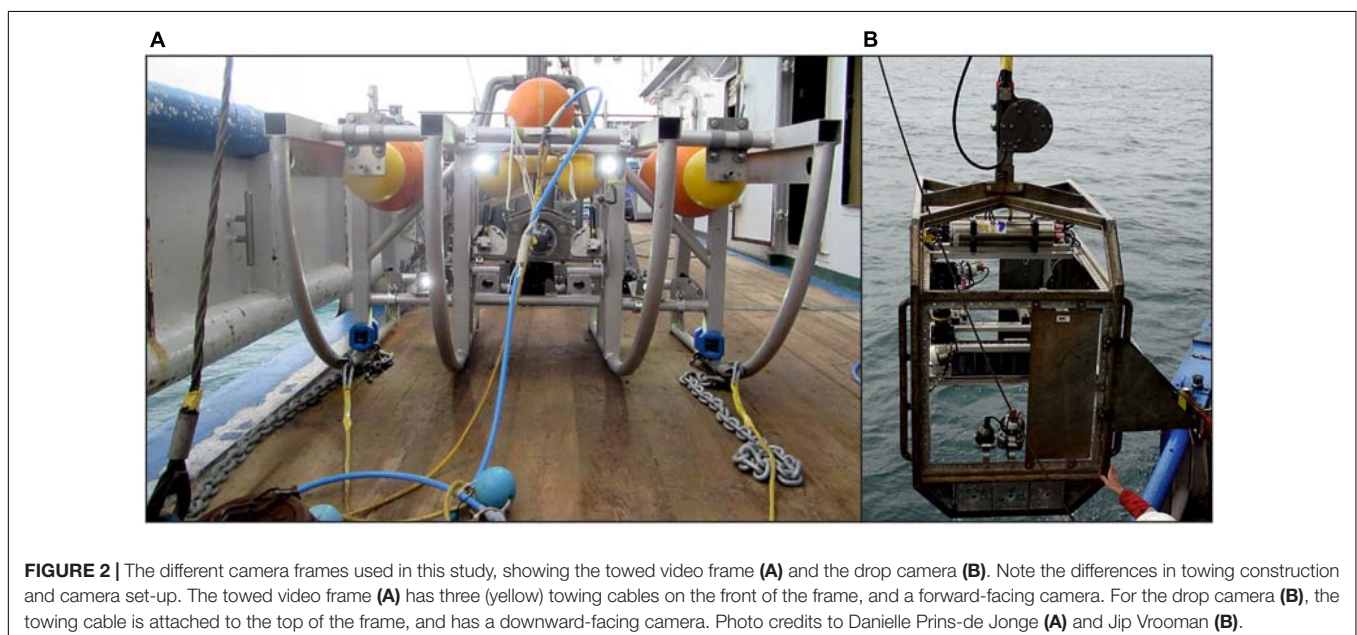 A
B
FIGURE 2 | The different camera frames used in this study, showing the towed video frame (A) and the drop camera (B). Note the differences in towing construction
and camera set-up. The towed video frame (A) has three (yellow) towing cables on the front of the frame, and a forward-facing camera. For the drop camera (B), the
towing cable is attached to the top of the frame, and has a downward-facing camera. Photo credits to Danielle Prins-de Jonge (A) and Jip Vrooman (B).